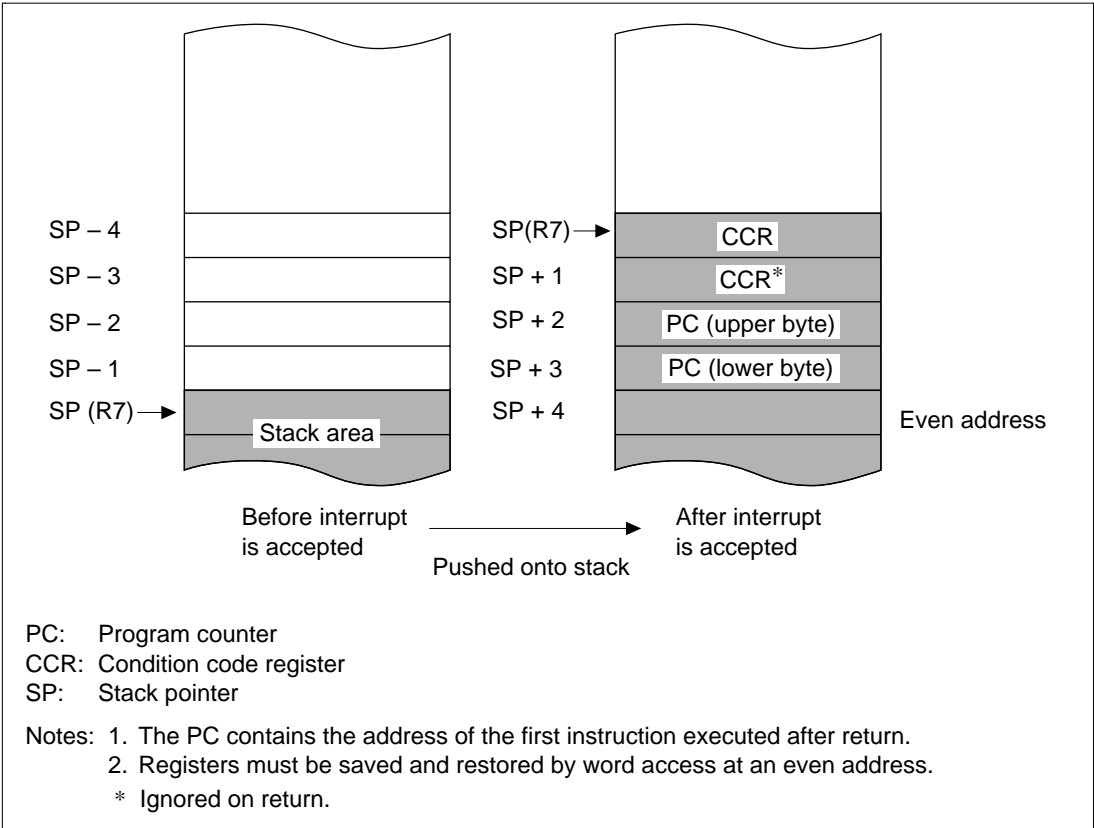 SP – 4
SP – 3
SP – 2
SP – 1
SP (R7)
Stack area
SP(R7)
SP + 1
SP + 2
SP + 3
SP + 4
CCR
CCR*
PC (upper byte)
PC (lower byte)
Even address
Before interrupt
is accepted
Pushed onto stack
After interrupt
is accepted
PC: Program counter
CCR: Condition code register
SP: Stack pointer
Notes: 1. The PC contains the address of the first instruction executed after return.
2. Registers must be saved and restored by word access at an even address.
* Ignored on return.